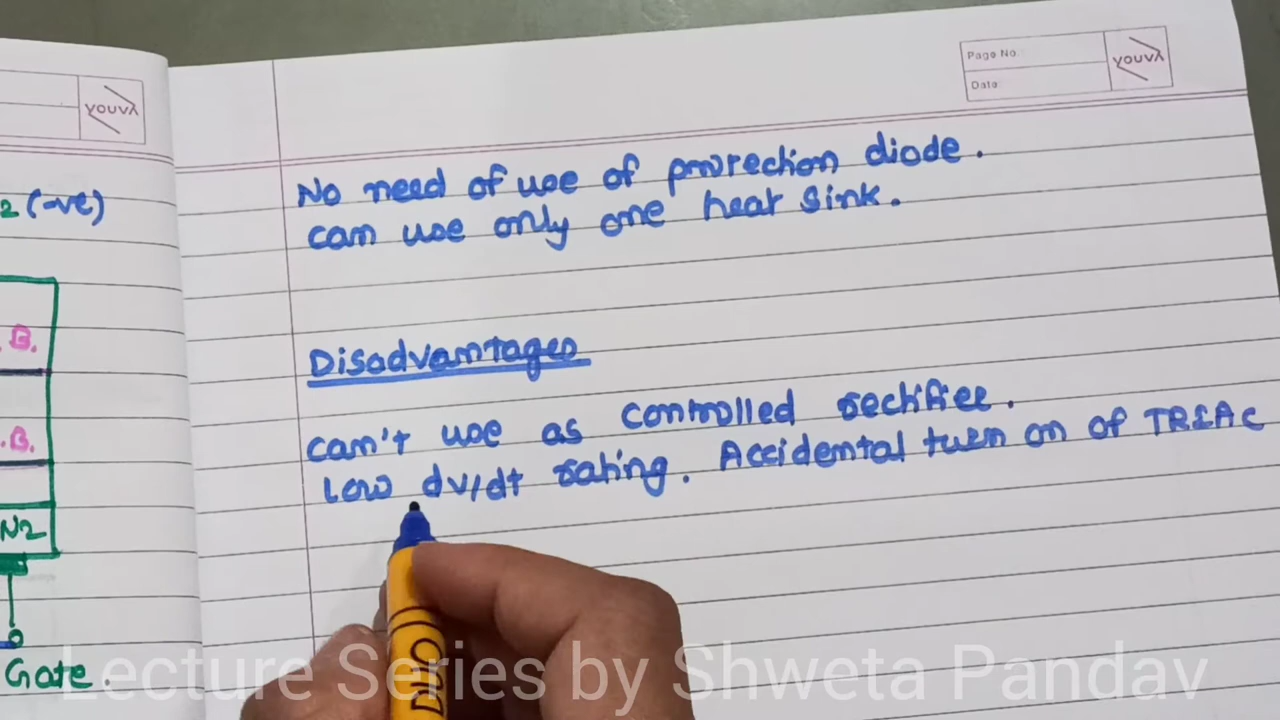 youva
2 (-ve)
. B.
. B.
N2
Gate.
Page No.:
Date:
youva
No need of use of protection diode.
can use only one heat sink.
Disadvantages
can't use as controlled rectifier.
Low dv/dt rating. Accidental turn on of TRIAC
Lecture Series by Shweta Pandav